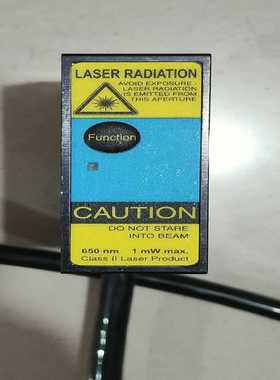 LASER RADIATION
AVOID EXPOSURE -
LASER RADIATION
IS EMITTED FROM
THIS APERTURE
Function
CAUTION
DO NOT STARE
INTO BEAM
650 nm 1 mW max.
Class II Laser Product